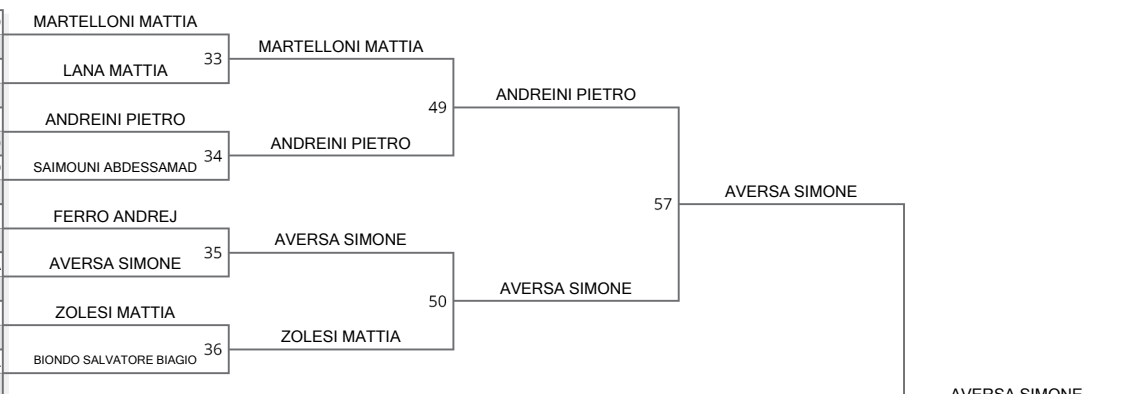 MARTELLONI MATTIA
33
LANA MATTIA
MARTELLONI MATTIA
49
ANDREINI PIETRO
34
SAIMOUNI ABDESSAMAD
ANDREINI PIETRO
ANDREINI PIETRO
57
FERRO ANDREJ
35
AVERSA SIMONE
AVERSA SIMONE
50
ZOLESI MATTIA
36
BIONDO SALVATORE BIAGIO
ZOLESI MATTIA
AVERSA SIMONE
AVERSA SIMONE
AVERSA SIMONE